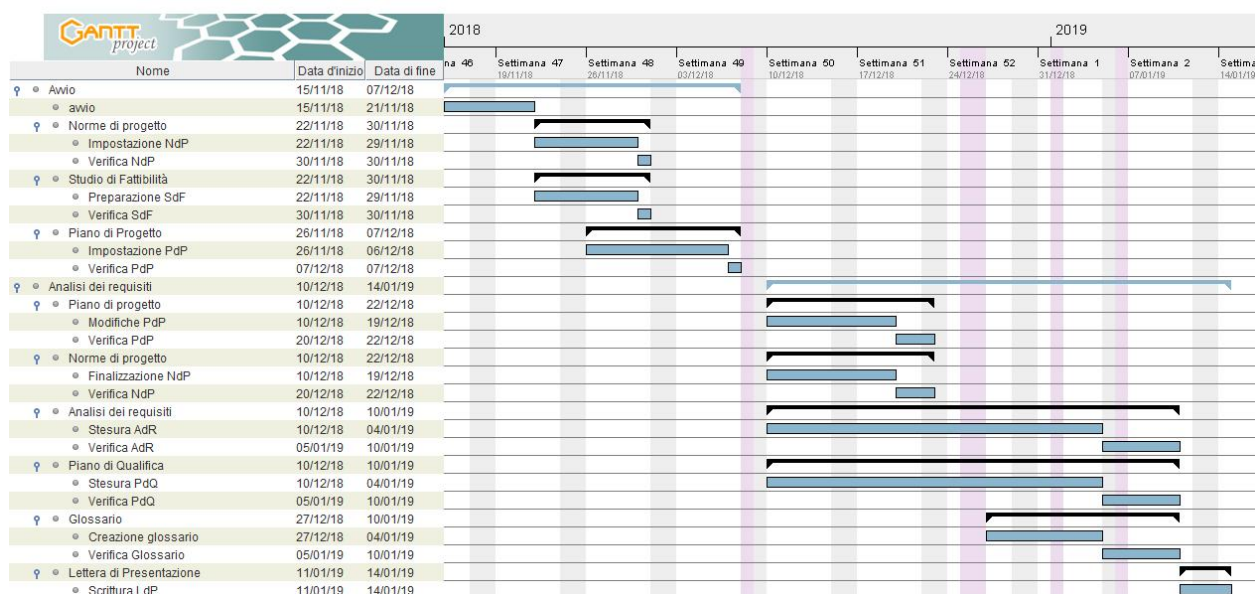 GANTT project
2018 2019
na 46 Settimana 47 Settimana 48 Settimana 49 Settimana 50 Settimana 51 Settimana 52 Settimana 1 Settimana 2 Settima
19/11/18 26/11/18 03/12/18 10/12/18 17/12/18 24/12/18 31/12/18 07/01/19 14/01/19
Nome Data d'inizio Data di fine
Avvio 15/11/18 07/12/18
avvio 15/11/18 21/11/18
Norme di progetto 22/11/18 30/11/18
Impostazione NdP 22/11/18 29/11/18
Verifica NdP 30/11/18 30/11/18
Studio di Fattibilità 22/11/18 30/11/18
Preparazione SdF 22/11/18 29/11/18
Verifica SdF 30/11/18 30/11/18
Piano di Progetto 26/11/18 07/12/18
Impostazione PdP 26/11/18 06/12/18
Verifica PdP 07/12/18 07/12/18
Analisi dei requisiti 10/12/18 14/01/19
Piano di progetto 10/12/18 22/12/18
Modifiche PdP 10/12/18 19/12/18
Verifica PdP 20/12/18 22/12/18
Norme di progetto 10/12/18 22/12/18
Finalizzazione NdP 10/12/18 19/12/18
Verifica NdP 20/12/18 22/12/18
Analisi dei requisiti 10/12/18 10/01/19
Stesura AdR 10/12/18 04/01/19
Verifica AdR 05/01/19 10/01/19
Piano di Qualifica 10/12/18 10/01/19
Stesura PdQ 10/12/18 04/01/19
Verifica PdQ 05/01/19 10/01/19
Glossario 27/12/18 10/01/19
Creazione glossario 27/12/18 04/01/19
Verifica Glossario 05/01/19 10/01/19
Lettera di Presentazione 11/01/19 14/01/19
Scrittura LdP 11/01/19 14/01/19